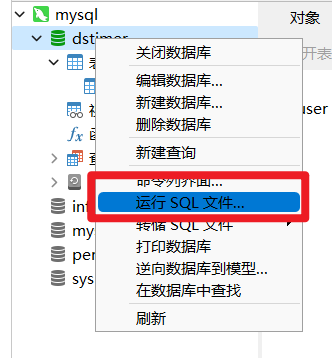 mysql
对象
dstimer
表
关闭数据库
编辑数据库...
新建数据库...
删除数据库
新建查询
命令列界面...
运行 SQL 文件...
转储 SQL 文件
打印数据库
逆向数据库到模型...
在数据库中查找
刷新
开表
user
视
fx
函
查
inf
my
per
sys